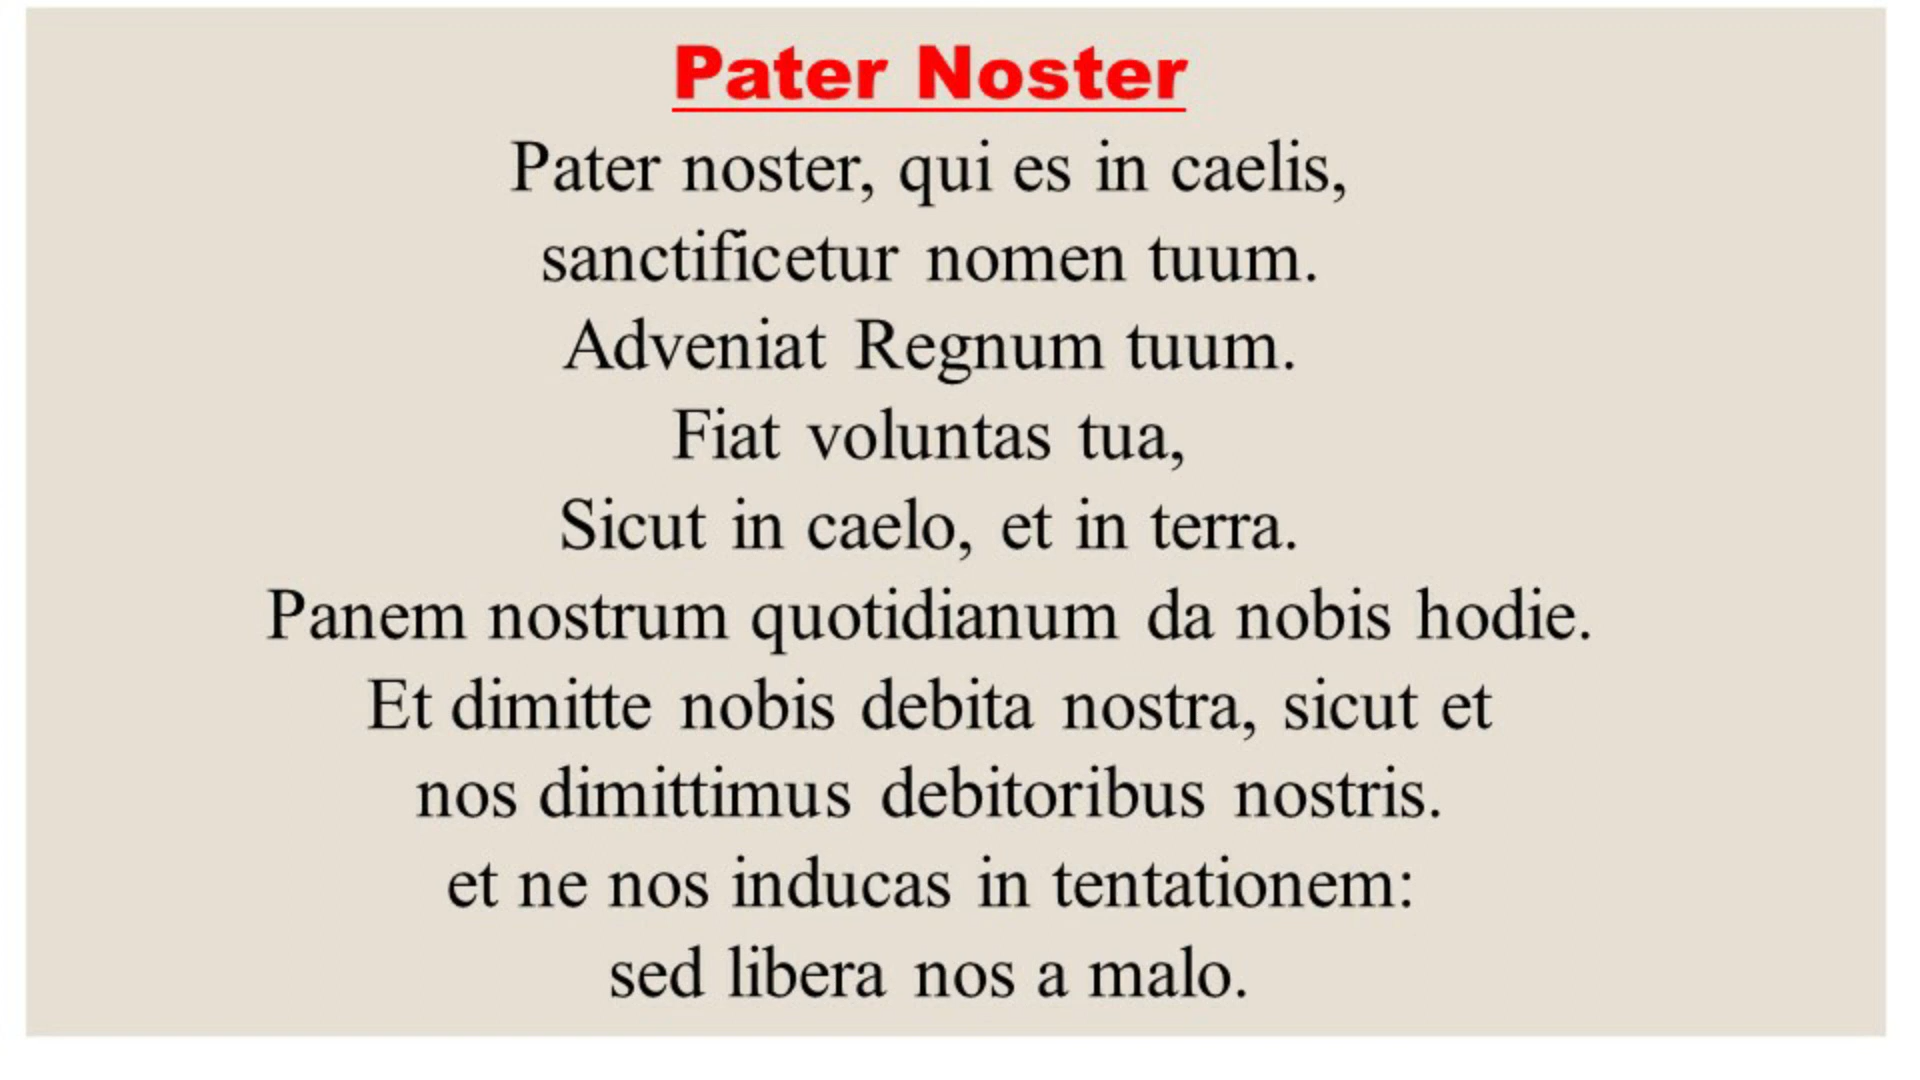 Pater Noster
Pater noster, qui es in caelis,
sanctificetur nomen tuum.
Adveniat Regnum tuum.
Fiat voluntas tua,
Sicut in caelo, et in terra.
Panem nostrum quotidianum da nobis hodie.
Et dimitte nobis debita nostra, sicut et
nos dimittimus debitoribus nostris.
et ne nos inducas in tentationem:
sed libera nos a malo.